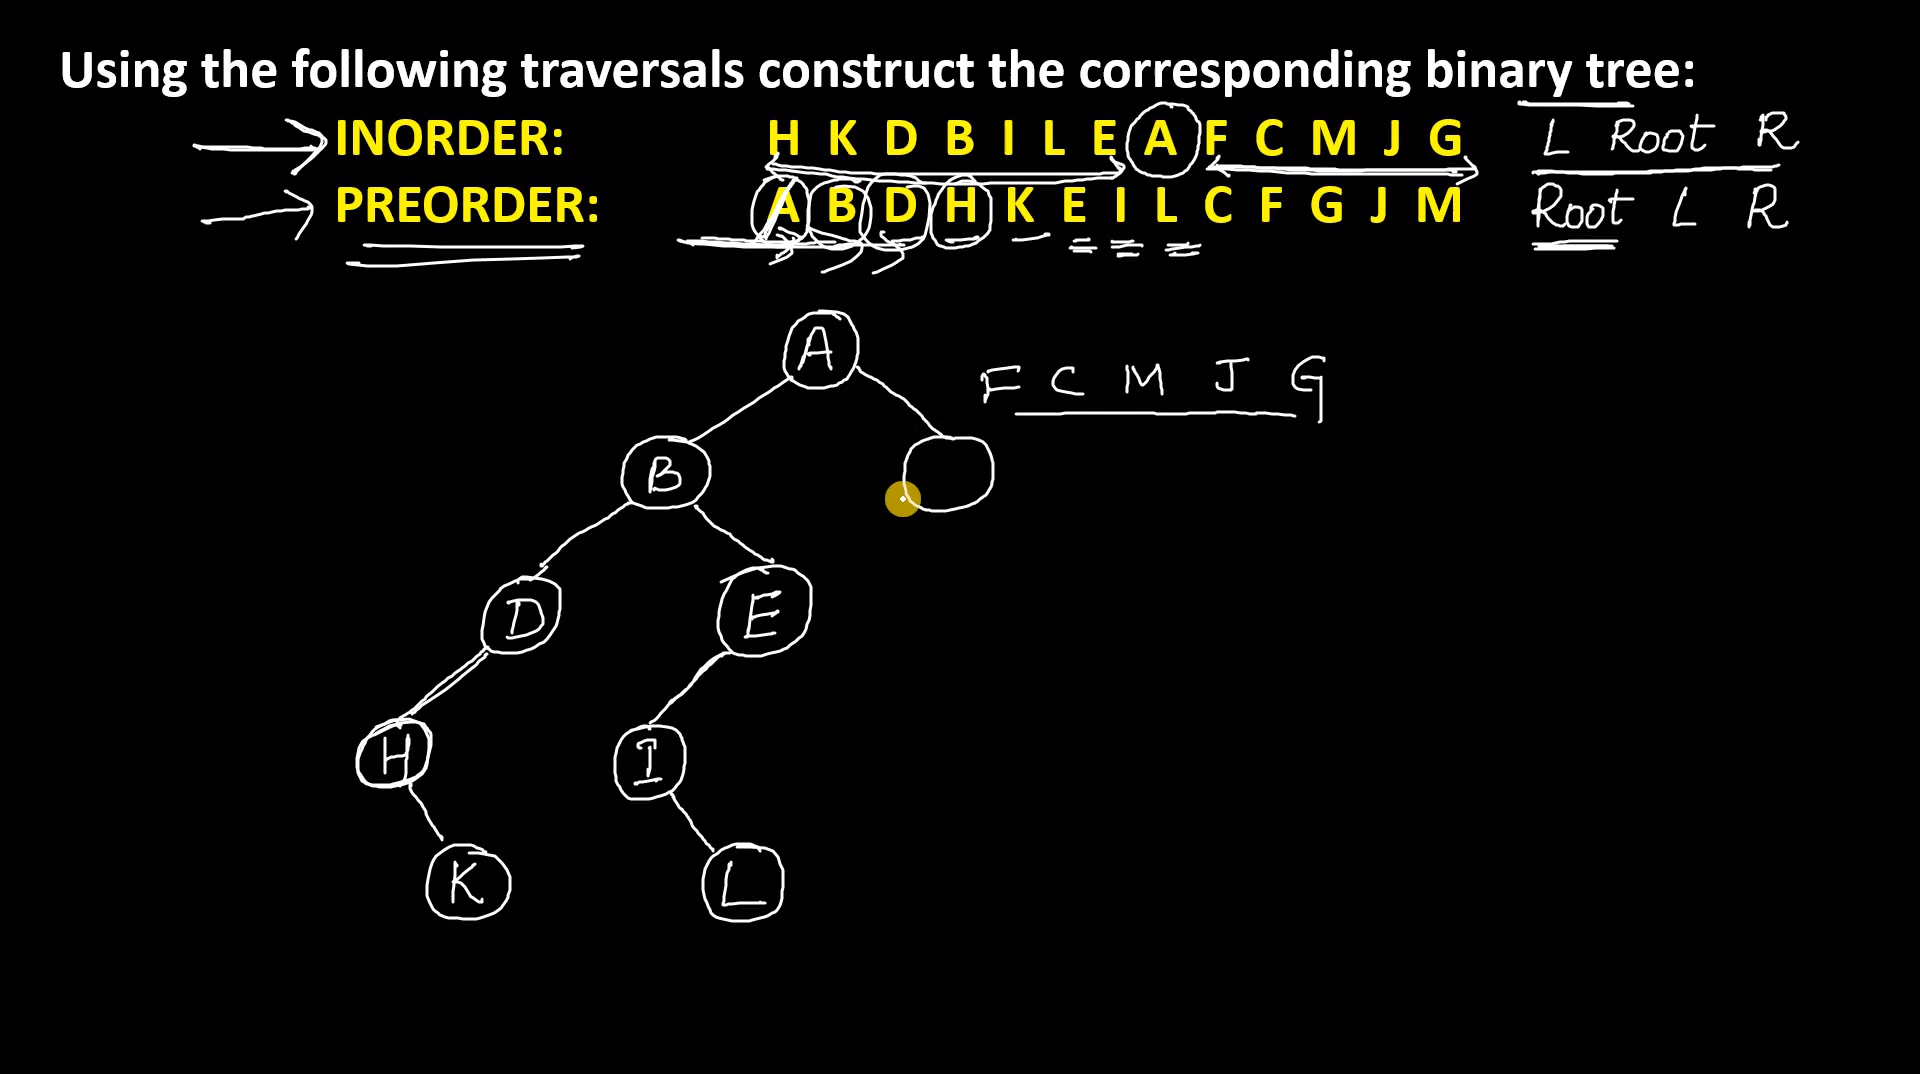 Using the following traversals construct the corresponding binary tree:
INORDER: H K D B I L E A F C M J G L Root R
PREORDER: A B D H K E I L C F G J M Root L R
A
F C M J G
B
D E
H I
K L